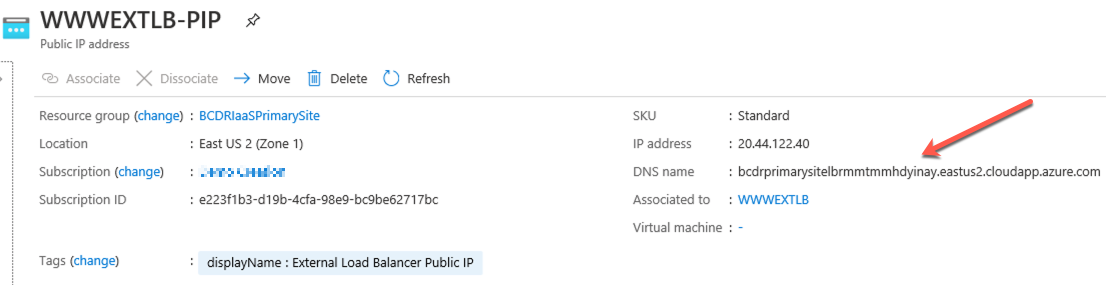 WWWEXTLB-PIP
Public IP address
Associate Dissociate Move Delete Refresh
Resource group (change) : BCDRIaaSPrimarySite
Location : East US 2 (Zone 1)
Subscription (change) :
Subscription ID : e223f1b3-d19b-4cfa-98e9-bc9be62717bc
SKU : Standard
IP address : 20.44.122.40
DNS name : bcdrprimarysitelbrmmtmmhdyinay.eastus2.cloudapp.azure.com
Associated to : WWWEXTLB
Virtual machine : -
Tags (change) : displayName : External Load Balancer Public IP